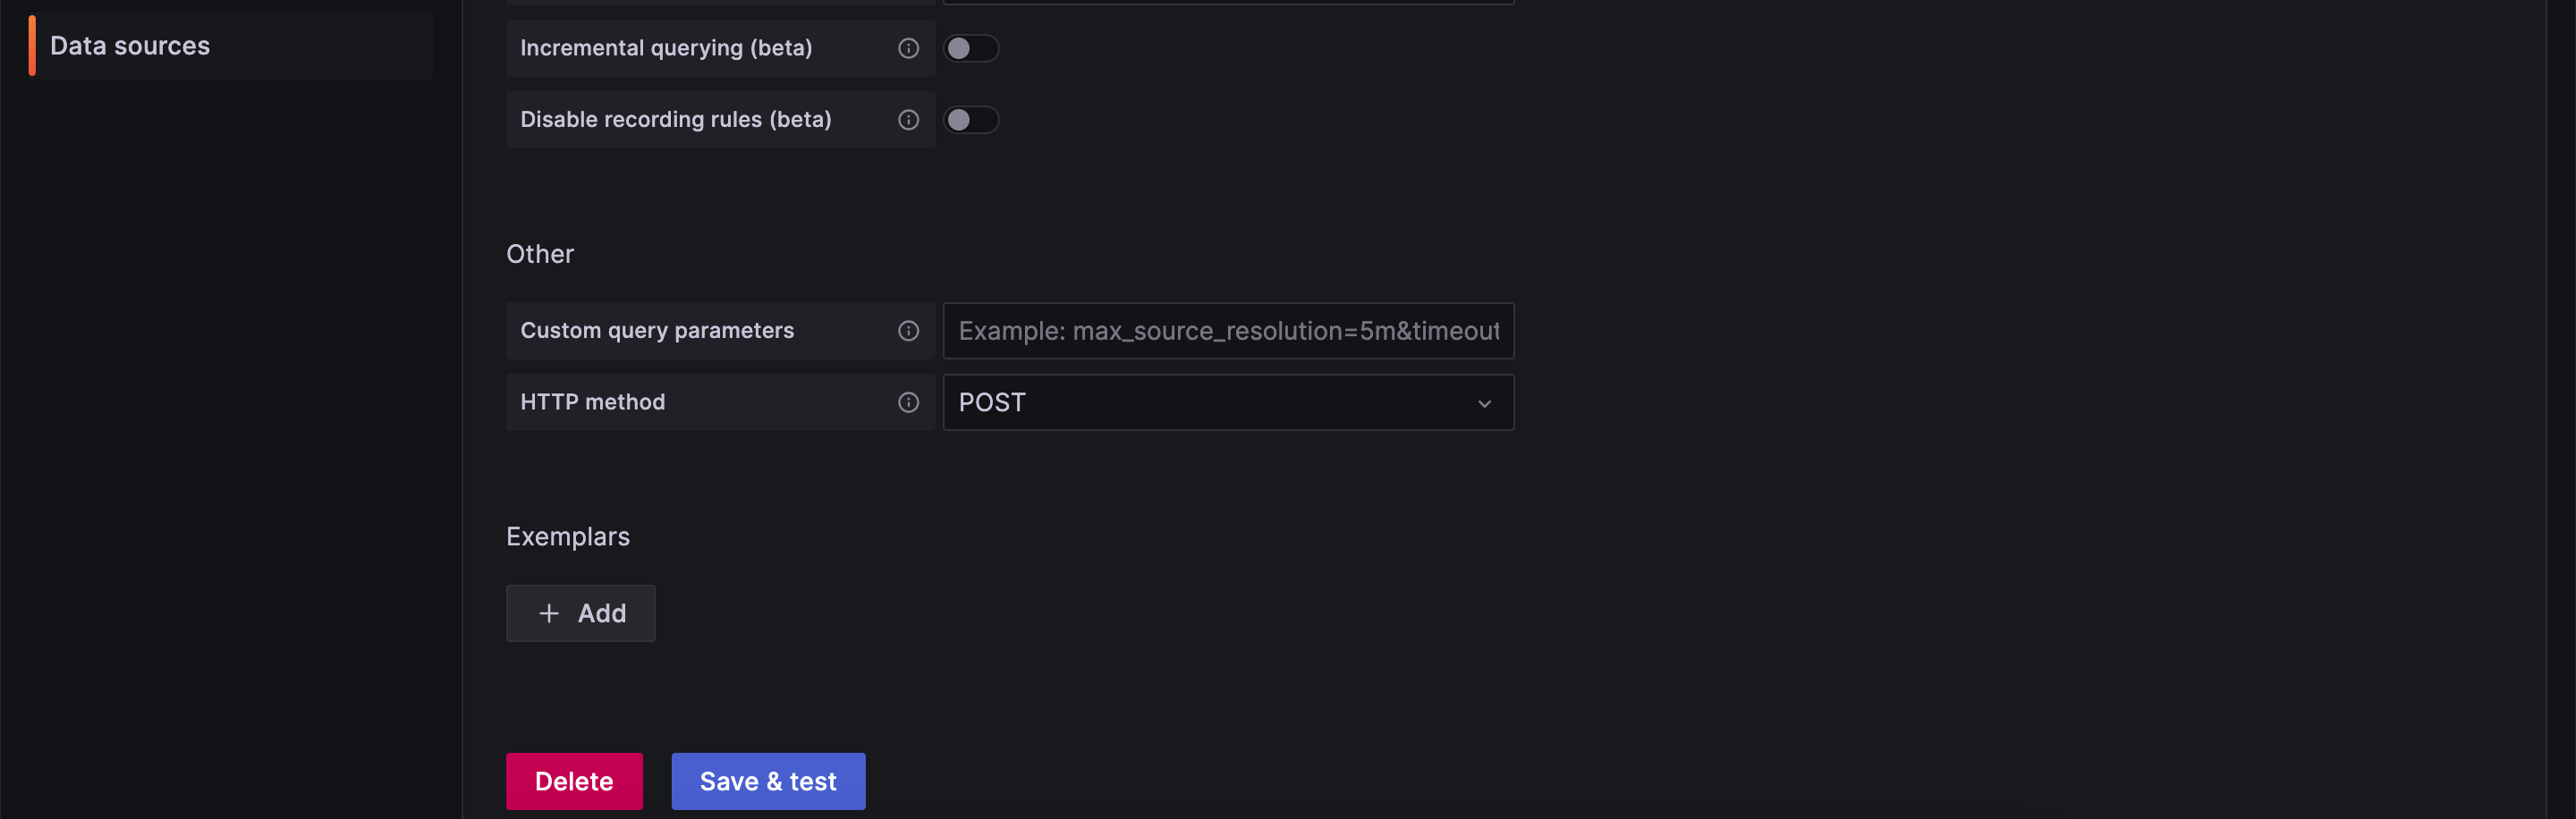 Data sources
Incremental querying (beta)
Disable recording rules (beta)
Other
Custom query parameters
Example: max_source_resolution=5m&timeout
HTTP method
POST
Exemplars
Add
Delete
Save & test